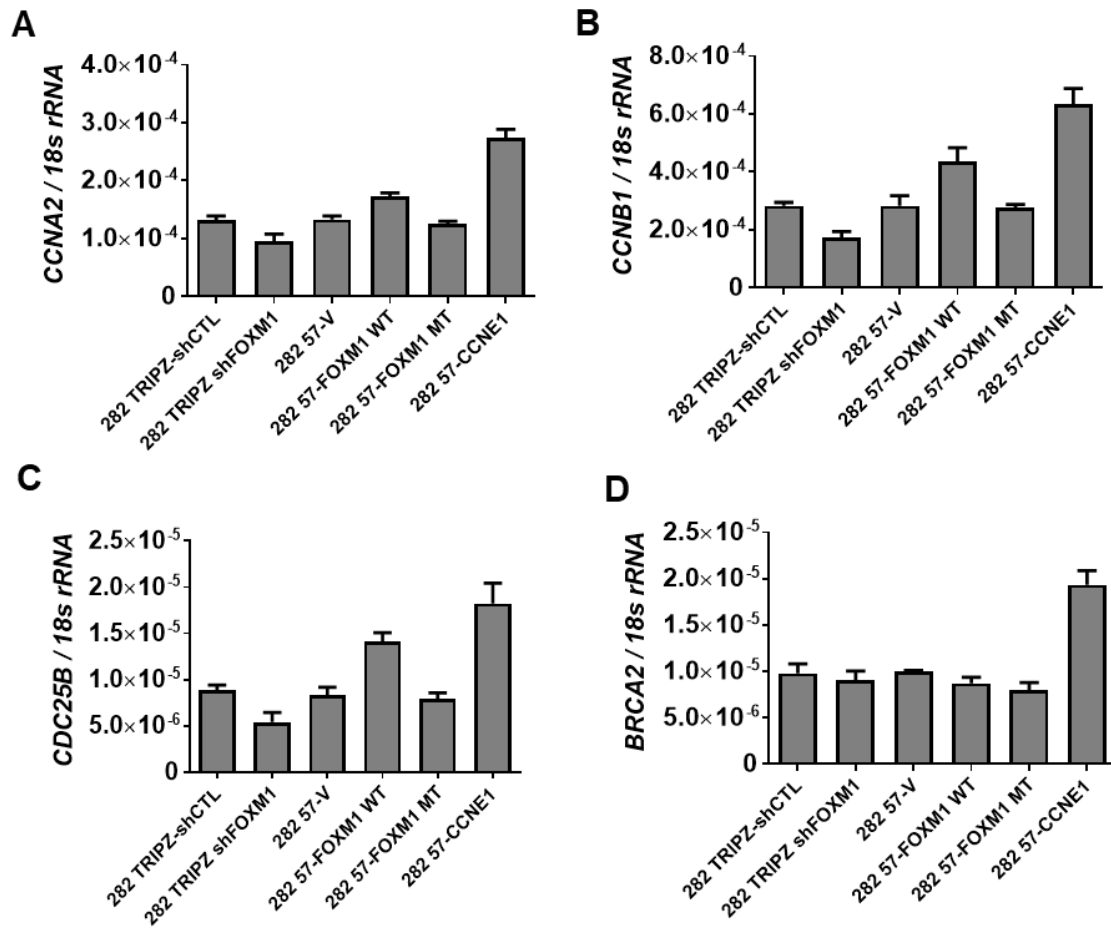 A
CCNA2 / 18s rRNA
4.0×10⁻⁴
3.0×10⁻⁴
2.0×10⁻⁴
1.0×10⁻⁴
0
282 TRIPZ-shCTL
282 TRIPZ shFOXM1
282 57-V
282 57-FOXM1 WT
282 57-FOXM1 MT
282 57-CCNE1
B
CCNB1 / 18s rRNA
8.0×10⁻⁴
6.0×10⁻⁴
4.0×10⁻⁴
2.0×10⁻⁴
0
282 TRIPZ-shCTL
282 TRIPZ shFOXM1
282 57-V
282 57-FOXM1 WT
282 57-FOXM1 MT
282 57-CCNE1
C
CDC25B / 18s rRNA
2.5×10⁻⁵
2.0×10⁻⁵
1.5×10⁻⁵
1.0×10⁻⁵
5.0×10⁻⁶
0
282 TRIPZ-shCTL
282 TRIPZ shFOXM1
282 57-V
282 57-FOXM1 WT
282 57-FOXM1 MT
282 57-CCNE1
D
BRCA2 / 18s rRNA
2.5×10⁻⁵
2.0×10⁻⁵
1.5×10⁻⁵
1.0×10⁻⁵
5.0×10⁻⁶
0
282 TRIPZ-shCTL
282 TRIPZ shFOXM1
282 57-V
282 57-FOXM1 WT
282 57-FOXM1 MT
282 57-CCNE1